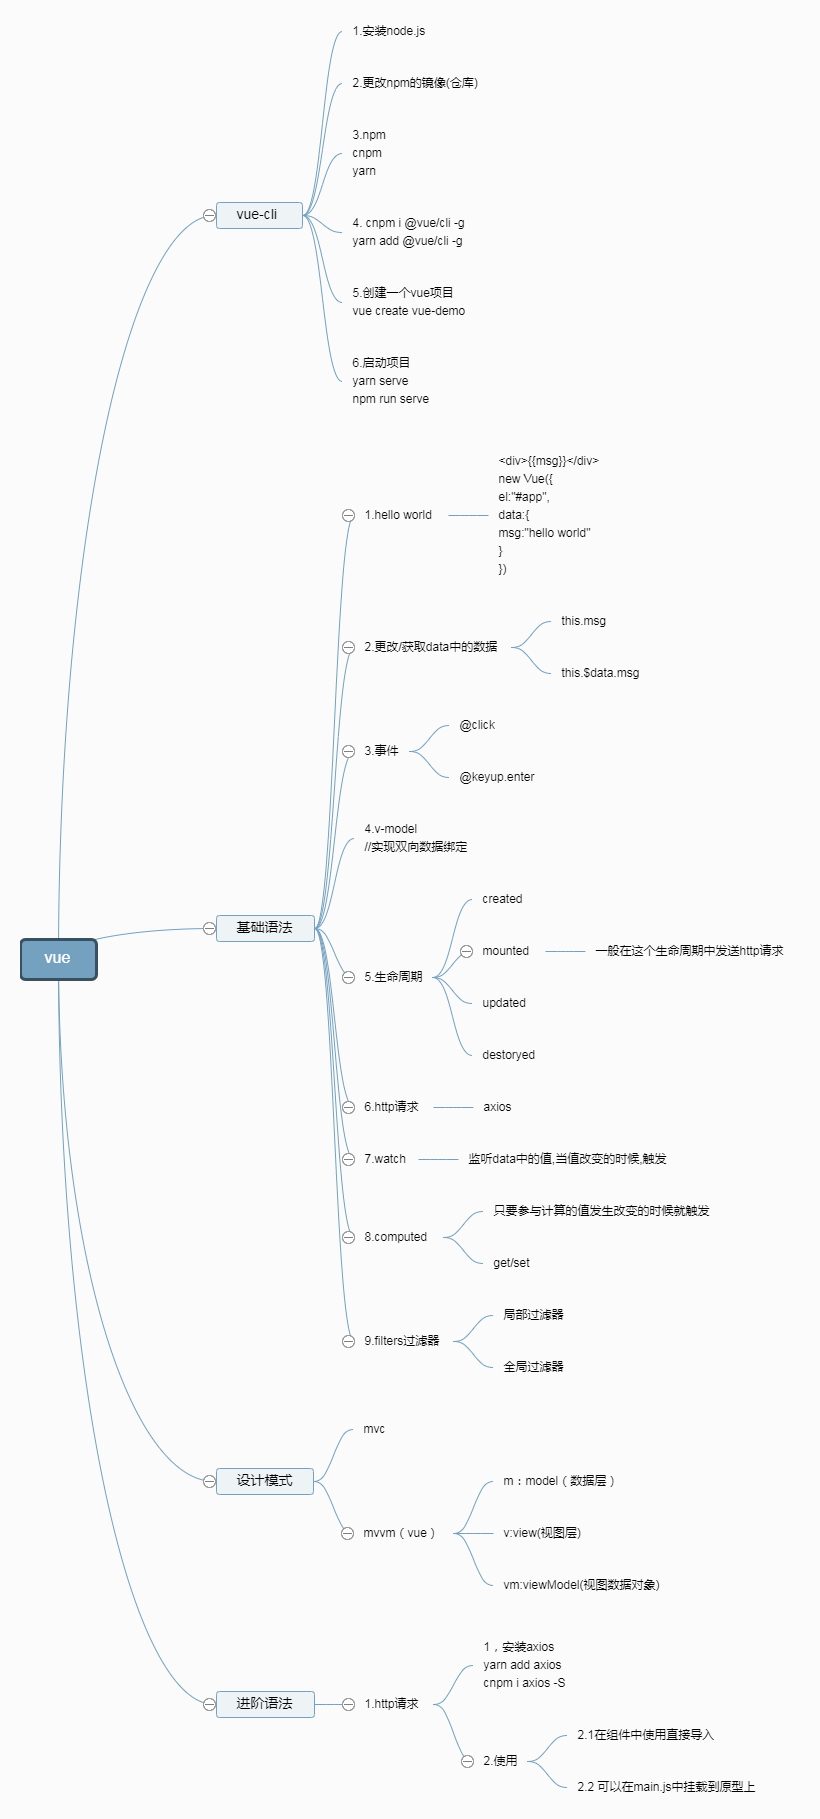 vue
vue-cli
1.安装node.js
2.更改npm的镜像(仓库)
3.npm
cnpm
yarn
4. cnpm i @vue/cli -g
yarn add @vue/cli -g
5.创建一个vue项目
vue create vue-demo
6.启动项目
yarn serve
npm run serve
基础语法
1.hello world
<div>{{msg}}</div>
new Vue({
el:"#app",
data:{
msg:"hello world"
}
})
2.更改/获取data中的数据
this.msg
this.$data.msg
3.事件
@click
@keyup.enter
4.v-model
//实现双向数据绑定
5.生命周期
created
mounted
一般在这个生命周期中发送http请求
updated
destoryed
6.http请求
axios
7.watch
监听data中的值,当值改变的时候,触发
8.computed
只要参与计算的值发生改变的时候就触发
get/set
9.filters过滤器
局部过滤器
全局过滤器
设计模式
mvc
mvvm（vue）
m：model（数据层）
v:view(视图层)
vm:viewModel(视图数据对象)
进阶语法
1.http请求
1，安装axios
yarn add axios
cnpm i axios -S
2.使用
2.1在组件中使用直接导入
2.2 可以在main.js中挂载到原型上